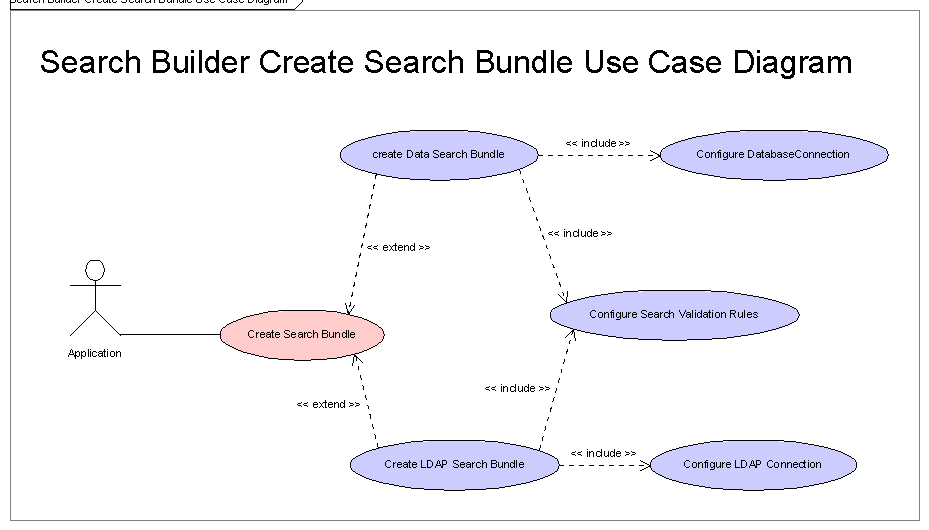 Search Builder Create Search Bundle Use Case Diagram
Search Builder Create Search Bundle Use Case Diagram
create Data Search Bundle
<< include >>
Configure DatabaseConnection
<< include >>
<< extend >>
Configure Search Validation Rules
Create Search Bundle
Application
<< include >>
<< extend >>
Create LDAP Search Bundle
<< include >>
Configure LDAP Connection